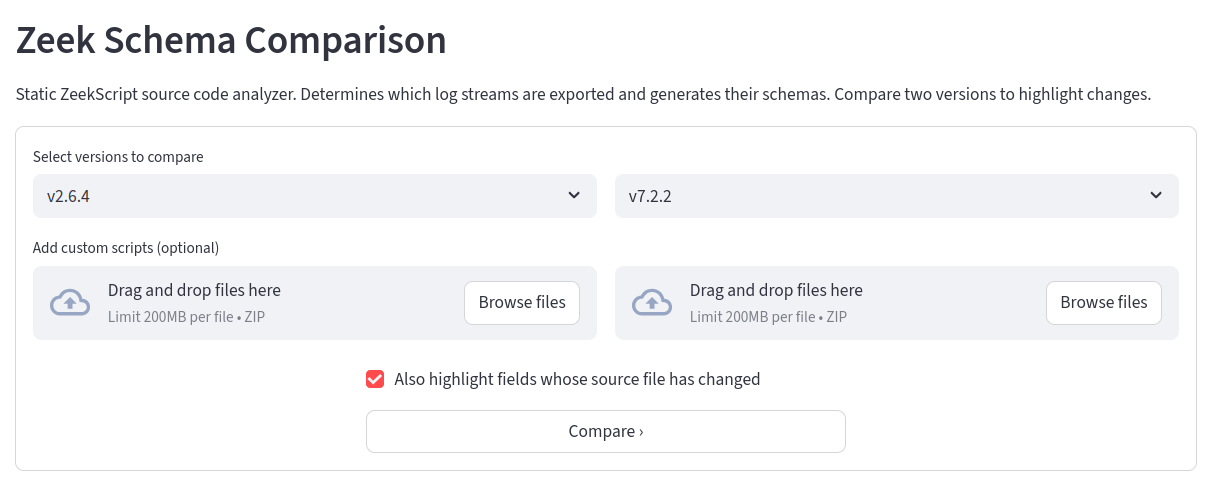 Zeek Schema Comparison
Static ZeekScript source code analyzer. Determines which log streams are exported and generates their schemas. Compare two versions to highlight changes.
Select versions to compare
v2.6.4
v7.2.2
Add custom scripts (optional)
Drag and drop files here
Limit 200MB per file • ZIP
Browse files
Drag and drop files here
Limit 200MB per file • ZIP
Browse files
Also highlight fields whose source file has changed
Compare ›